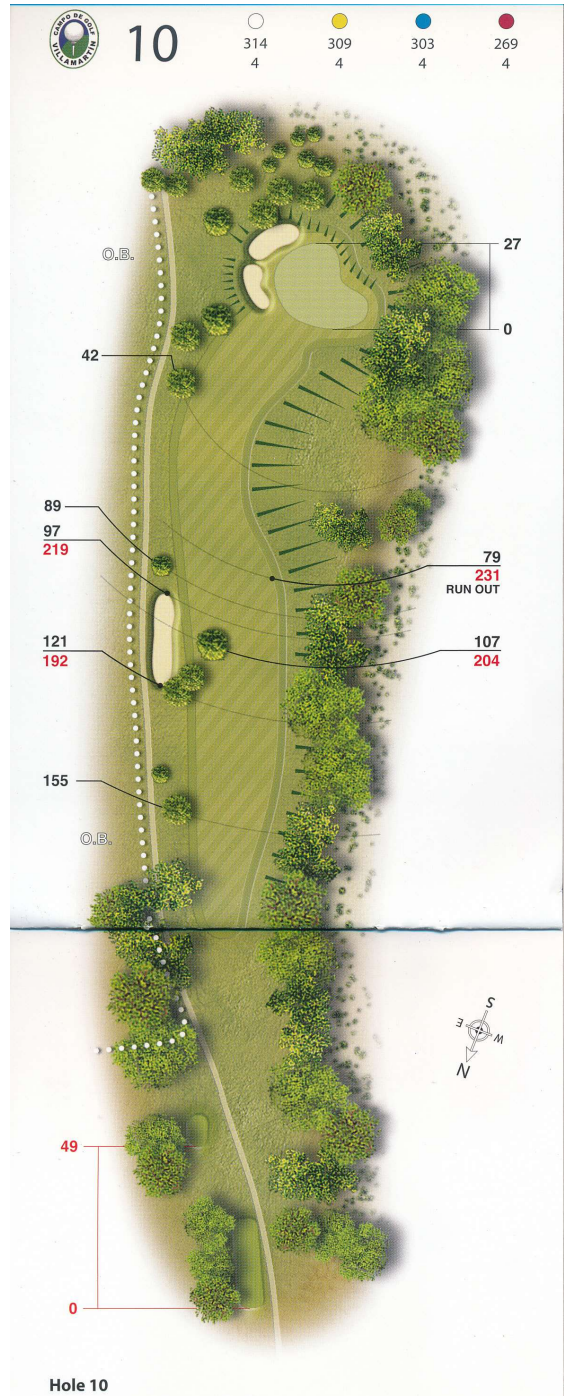 CAMPO DE GOLF
VILLAMARTIN
10
314 309 303 269
4 4 4 4
O.B.
27
0
42
89
97
219
79
231
RUN OUT
121
192
107
204
155
O.B.
S
E
W
N
49
0
Hole 10